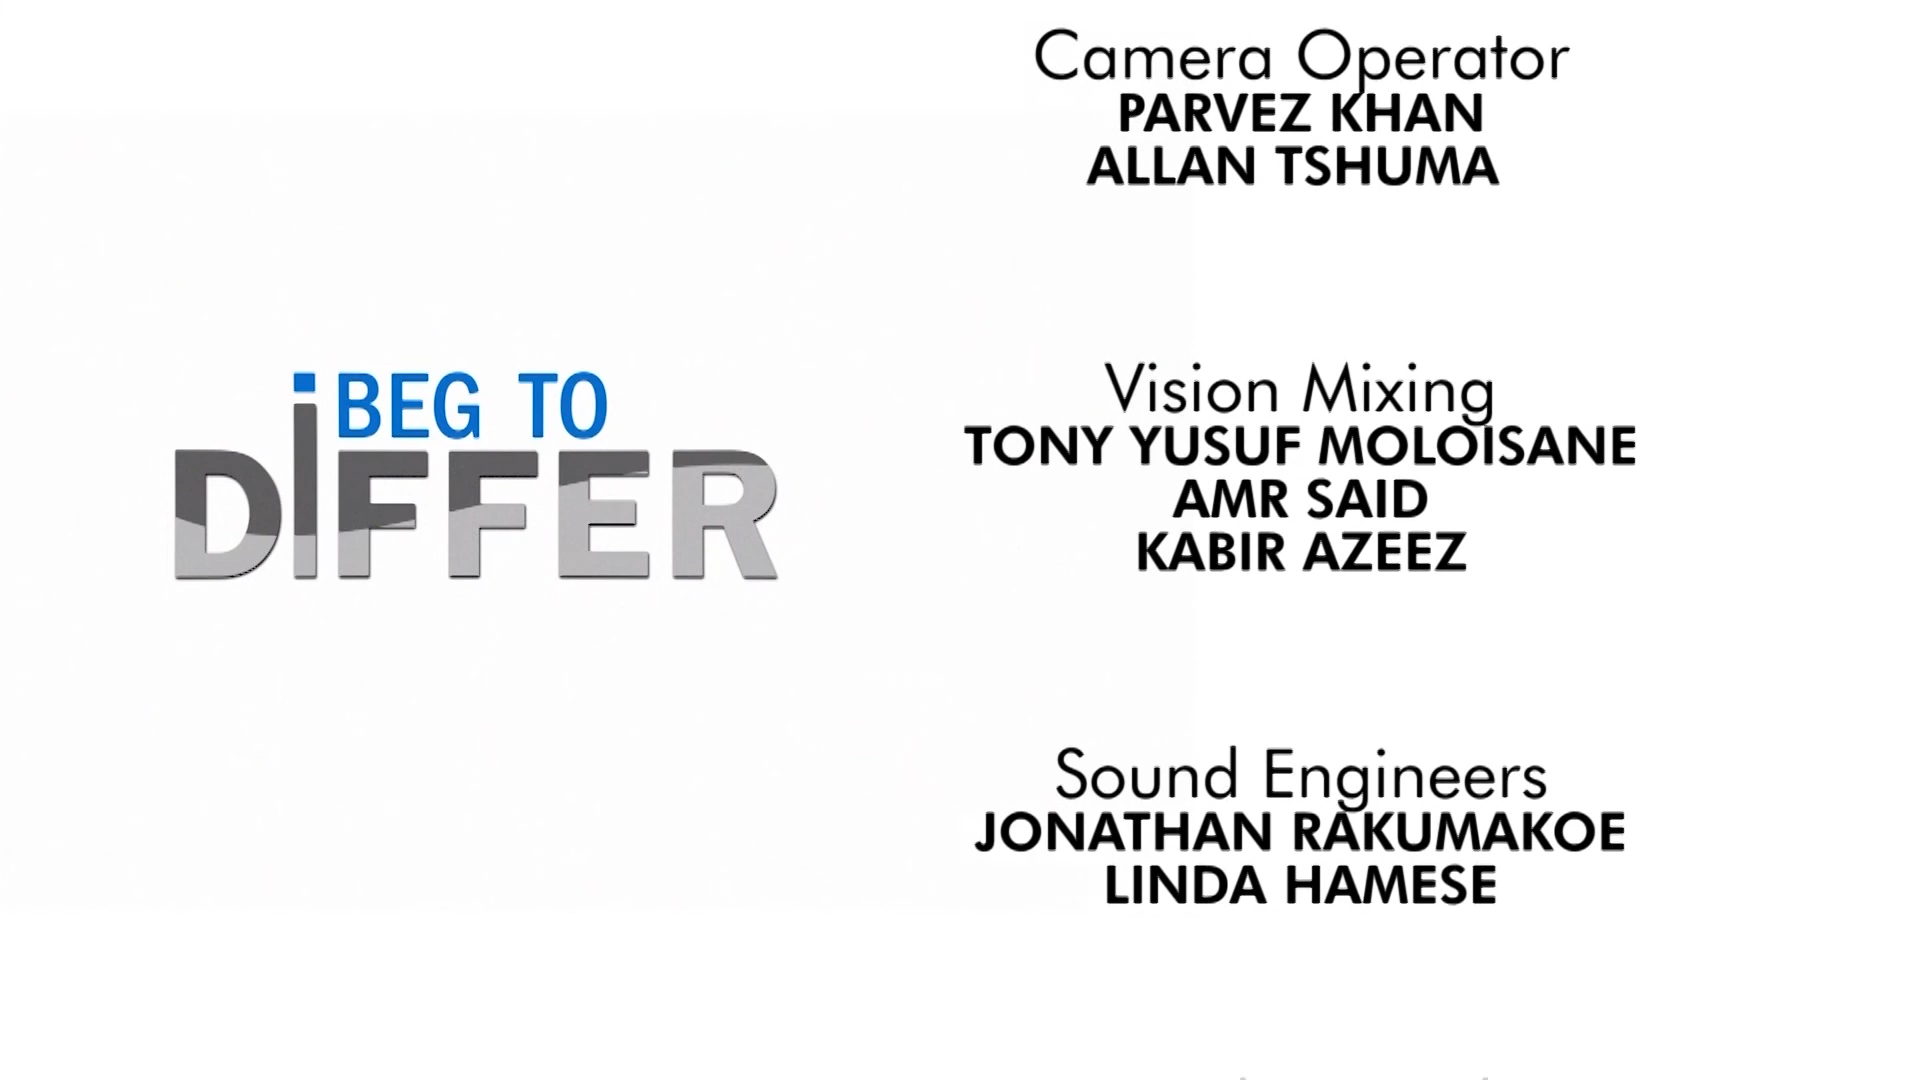 i BEG TO
DiFFER
Camera Operator
PARVEZ KHAN
ALLAN TSHUMA
Vision Mixing
TONY YUSUF MOLOISANE
AMR SAID
KABIR AZEEZ
Sound Engineers
JONATHAN RAKUMAKOE
LINDA HAMESE